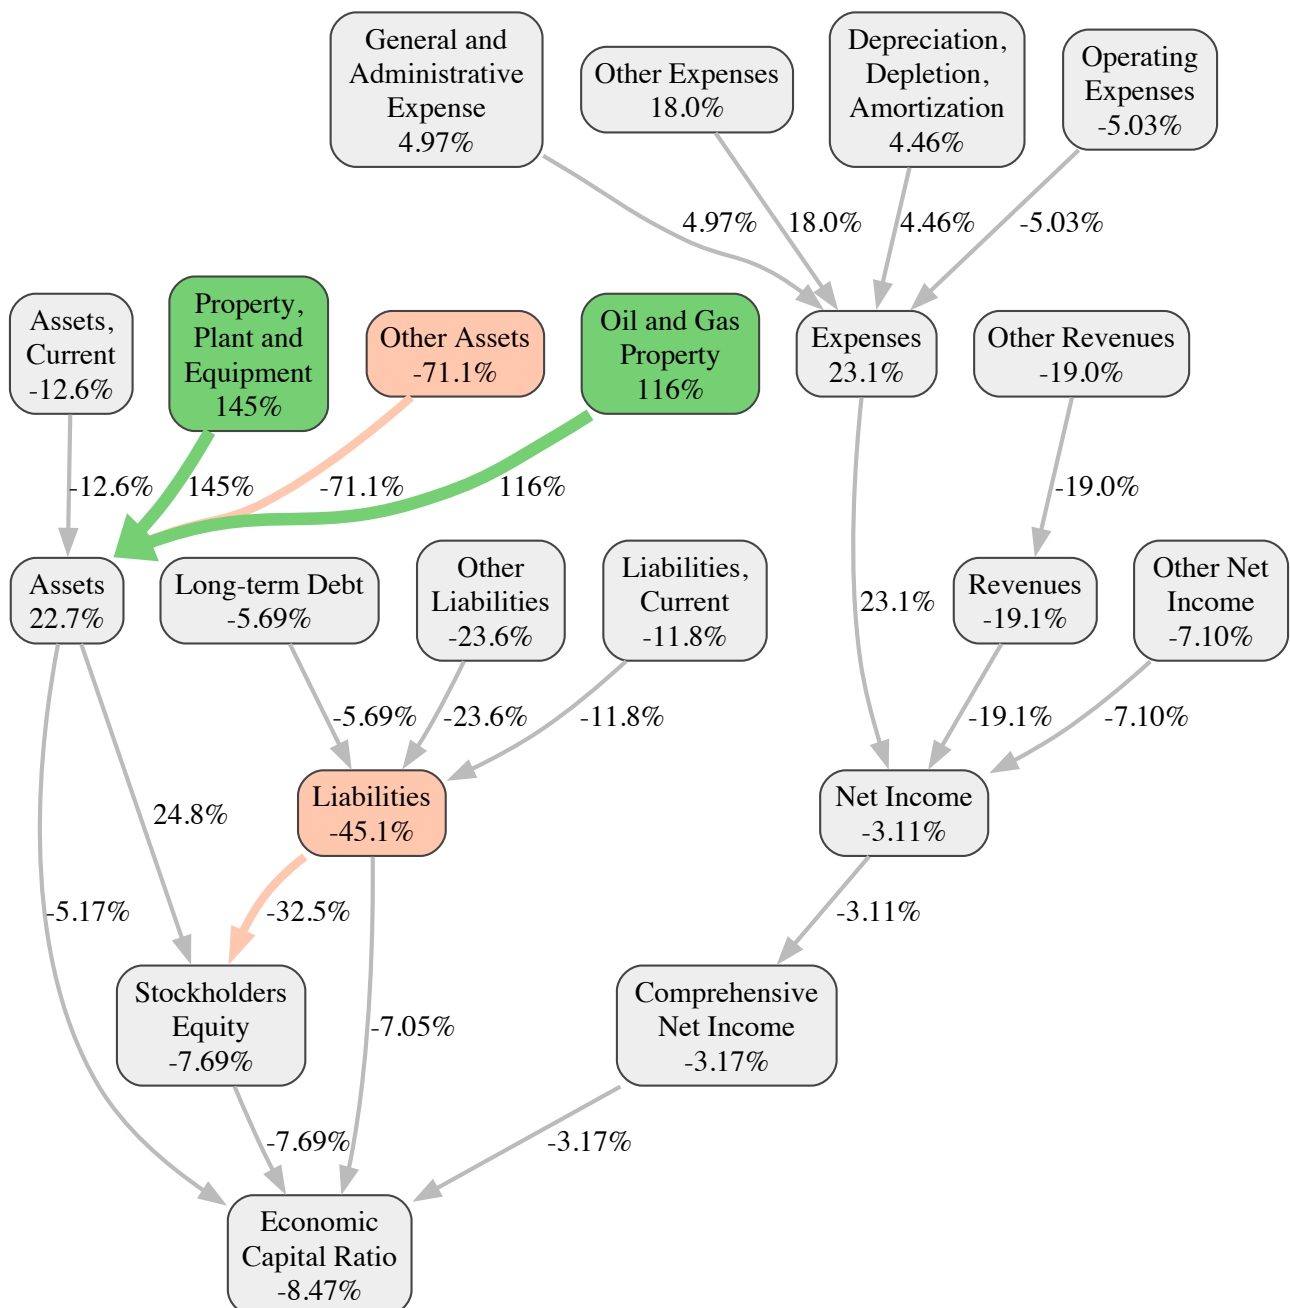 General and
Administrative
Expense
4.97%
Other Expenses
18.0%
Depreciation,
Depletion,
Amortization
4.46%
Operating
Expenses
-5.03%
4.97%
18.0%
4.46%
-5.03%
Assets,
Current
-12.6%
Property,
Plant and
Equipment
145%
Other Assets
-71.1%
Oil and Gas
Property
116%
Expenses
23.1%
Other Revenues
-19.0%
-12.6%
145%
-71.1%
116%
-19.0%
Assets
22.7%
Long-term Debt
-5.69%
Other
Liabilities
-23.6%
Liabilities,
Current
-11.8%
23.1%
Revenues
-19.1%
Other Net
Income
-7.10%
-5.69%
-23.6%
-11.8%
-19.1%
-7.10%
24.8%
Liabilities
-45.1%
Net Income
-3.11%
-5.17%
-32.5%
-3.11%
Stockholders
Equity
-7.69%
-7.05%
Comprehensive
Net Income
-3.17%
-7.69%
-3.17%
Economic
Capital Ratio
-8.47%